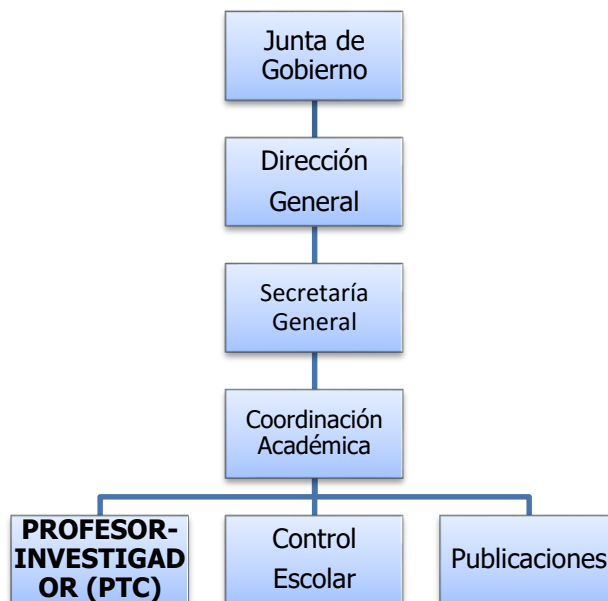 Junta de
Gobierno
Dirección
General
Secretaría
General
Coordinación
Académica
PROFESOR-
INVESTIGAD
OR (PTC)
Control
Escolar
Publicaciones